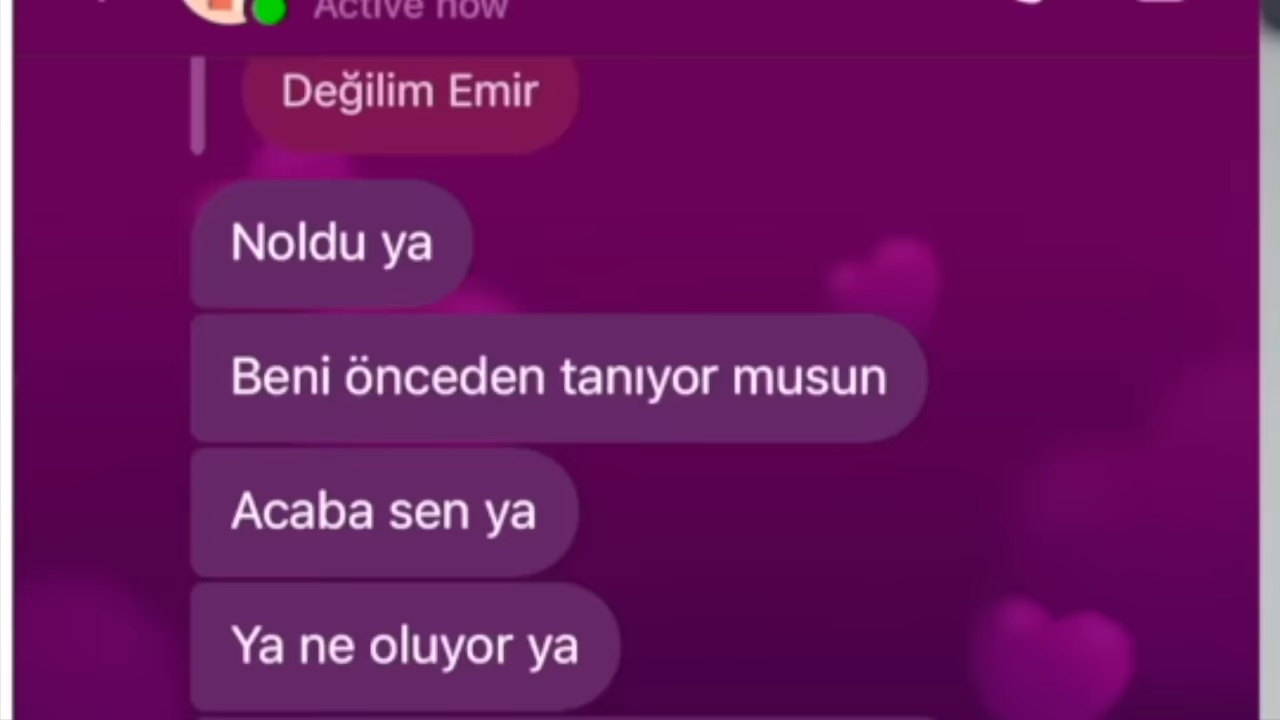 Active now
Değilim Emir
Noldu ya
Beni önceden tanıyor musun
Acaba sen ya
Ya ne oluyor ya